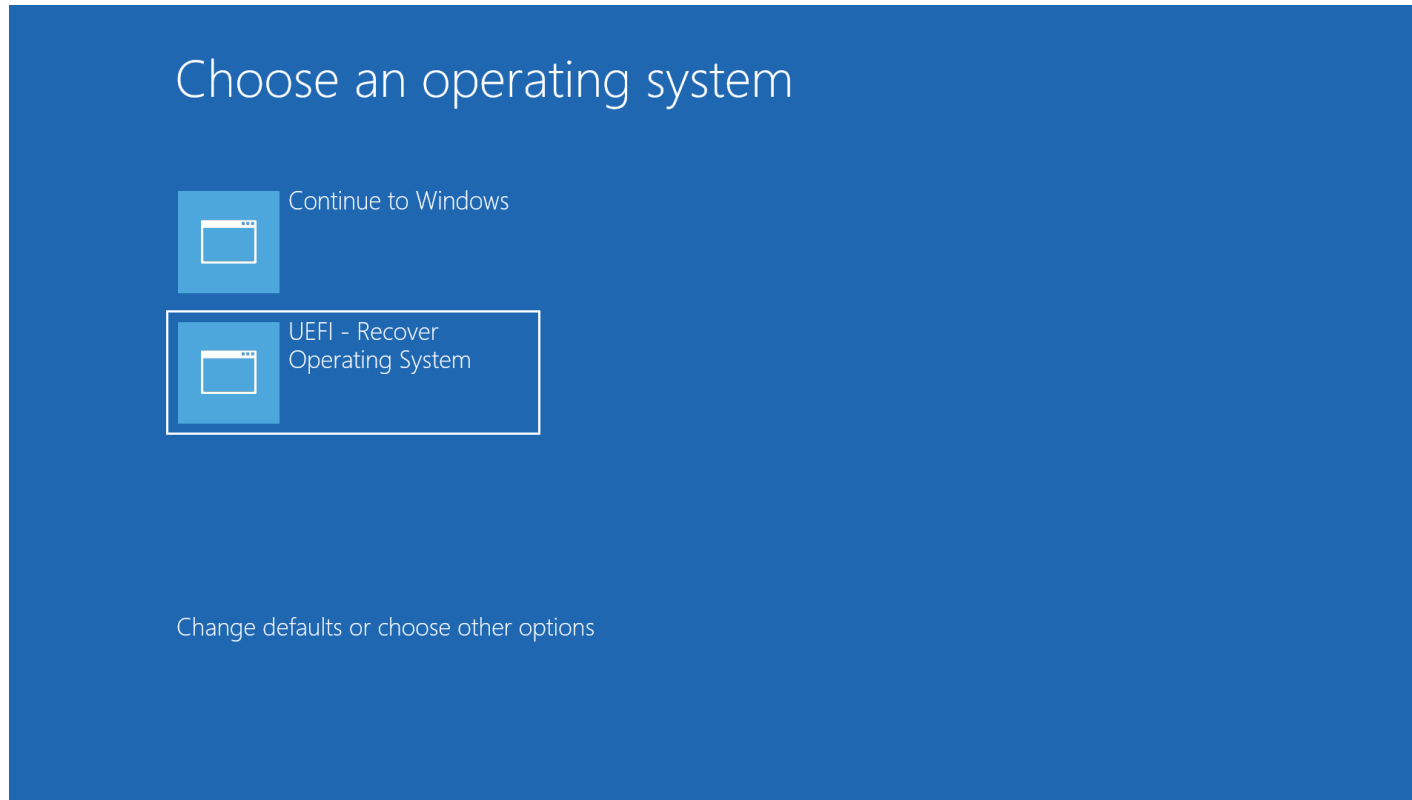 Choose an operating system
Continue to Windows
UEFI - Recover
Operating System
Change defaults or choose other options